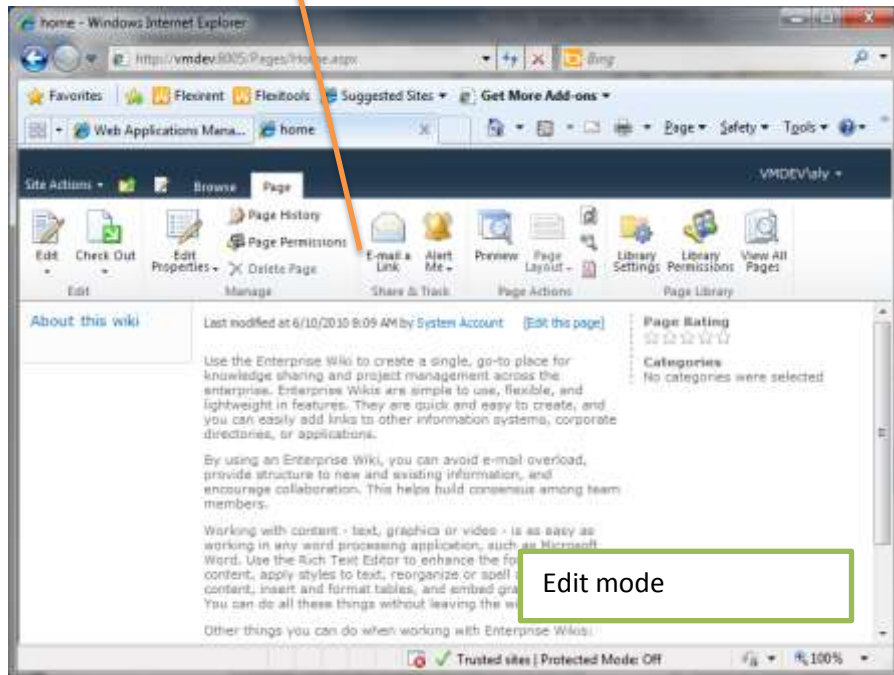 home - Windows Internet Explorer
http://vmdev:8005/Pages/Home.aspx
Bing
Favorites Flexirent Flexitools Suggested Sites Get More Add-ons
Web Applications Mana... home Page Safety Tools
Site Actions Browse Page VMDEV\aly
Page History
Page Permissions
Edit Check Out Edit Properties Delete Page E-mail a Link Alert Me Preview Page Layout Library Settings Library Permissions View All Pages
Edit Manage Share & Track Page Actions Page Library
About this wiki
Last modified at 6/10/2010 8:09 AM by System Account [Edit this page]
Page Rating
Categories
No categories were selected
Use the Enterprise Wiki to create a single, go-to place for
knowledge sharing and project management across the
enterprise. Enterprise Wikis are simple to use, flexible, and
lightweight in features. They are quick and easy to create, and
you can easily add links to other information systems, corporate
directories, or applications.
By using an Enterprise Wiki, you can avoid e-mail overload,
provide structure to new and existing information, and
encourage collaboration. This helps build consensus among team
members.
Working with content - text, graphics or video - is as easy as
working in any word processing application, such as Microsoft
Word. Use the Rich Text Editor to enhance the
content, apply styles to text, reorganize or spell
content, insert and format tables, and embed
You can do all these things without leaving the
Other things you can do when working with Enterprise Wikis:
Edit mode
Trusted sites | Protected Mode: Off 100%